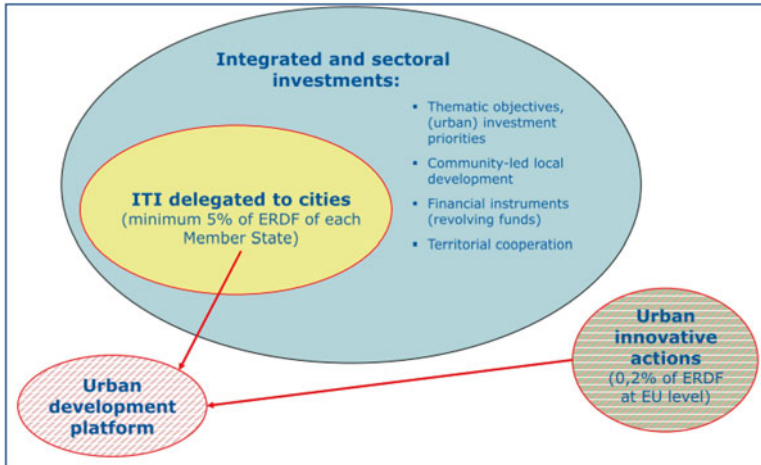 Integrated and sectoral
investments:
▪ Thematic objectives,
(urban) investment
priorities
▪ Community-led local
development
▪ Financial instruments
(revolving funds)
▪ Territorial cooperation
ITI delegated to cities
(minimum 5% of ERDF of each
Member State)
Urban
innovative
actions
(0,2% of ERDF
at EU level)
Urban
development
platform